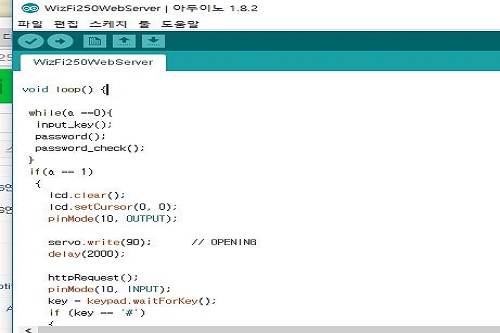 WizFi250WebServer | 아두이노 1.8.2
파일 편집 스케치 툴 도움말
WizFi250WebServer
void loop() {
while(a ==0){
input_key();
password();
password_check();
}
if(a == 1)
{
lcd.clear();
lcd.setCursor(0, 0);
pinMode(10, OUTPUT);
servo.write(90);      // OPENING
delay(2000);
httpRequest();
pinMode(10, INPUT);
key = keypad.waitForKey();
if (key == '#')
{